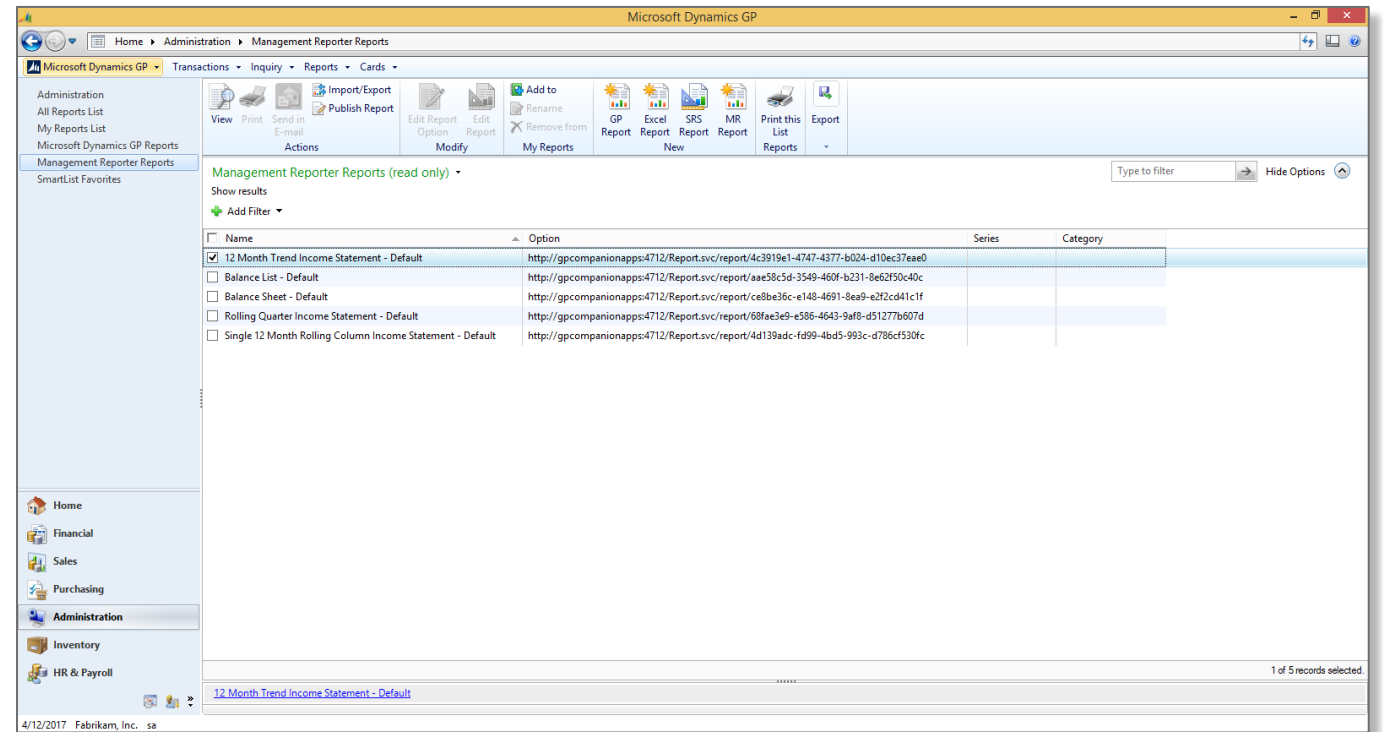 Microsoft Dynamics GP
Home Administration Management Reporter Reports
Microsoft Dynamics GP Transactions Inquiry Reports Cards
Administration
All Reports List
My Reports List
Microsoft Dynamics GP Reports
Management Reporter Reports
SmartList Favorites
View
Print
Send in E-mail
Import/Export
Publish Report
Actions
Edit Report Option
Edit Report
Modify
Add to
Rename
Remove from
My Reports
GP Report
Excel Report
SRS Report
MR Report
New
Print this List
Reports
Export
Management Reporter Reports (read only)
Type to filter
Hide Options
Show results
Add Filter
Name Option Series Category
12 Month Trend Income Statement - Default http://gpcompanionapps:4712/Report.svc/report/4c3919e1-4747-4377-b024-d10ec37eae0
Balance List - Default http://gpcompanionapps:4712/Report.svc/report/aae58c5d-3549-460f-b231-8e62f50c40c
Balance Sheet - Default http://gpcompanionapps:4712/Report.svc/report/ce8be36c-e148-4691-8ea9-e2f2cd41c1f
Rolling Quarter Income Statement - Default http://gpcompanionapps:4712/Report.svc/report/68fae3e9-e586-4643-9af8-d51277b607d
Single 12 Month Rolling Column Income Statement - Default http://gpcompanionapps:4712/Report.svc/report/4d139adc-fd99-4bd5-993c-d786cf530fc
Home
Financial
Sales
Purchasing
Administration
Inventory
HR & Payroll
1 of 5 records selected.
12 Month Trend Income Statement - Default
4/12/2017 Fabrikam, Inc. sa